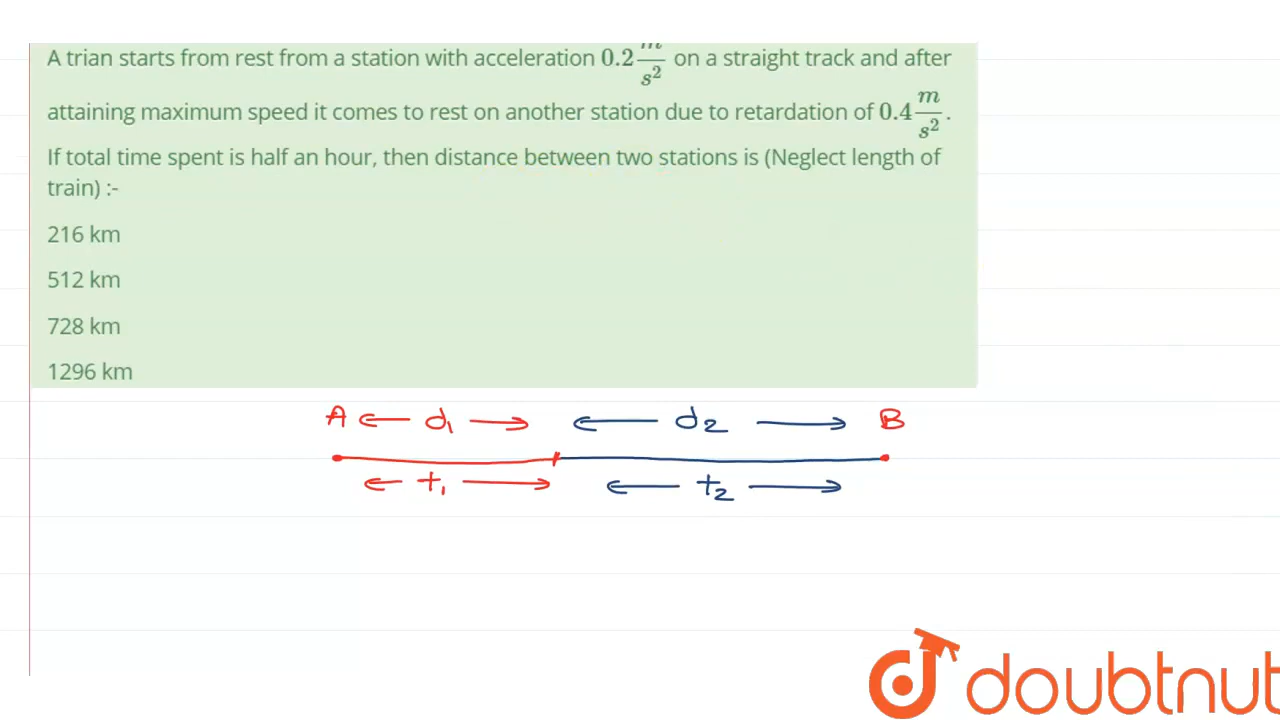 A trian starts from rest from a station with acceleration 0.2 m/s² on a straight track and after
attaining maximum speed it comes to rest on another station due to retardation of 0.4 m/s².
If total time spent is half an hour, then distance between two stations is (Neglect length of
train) :-
216 km
512 km
728 km
1296 km
A ← d₁ → ← d₂ → B
← t₁ → ← t₂ →
doubtnut